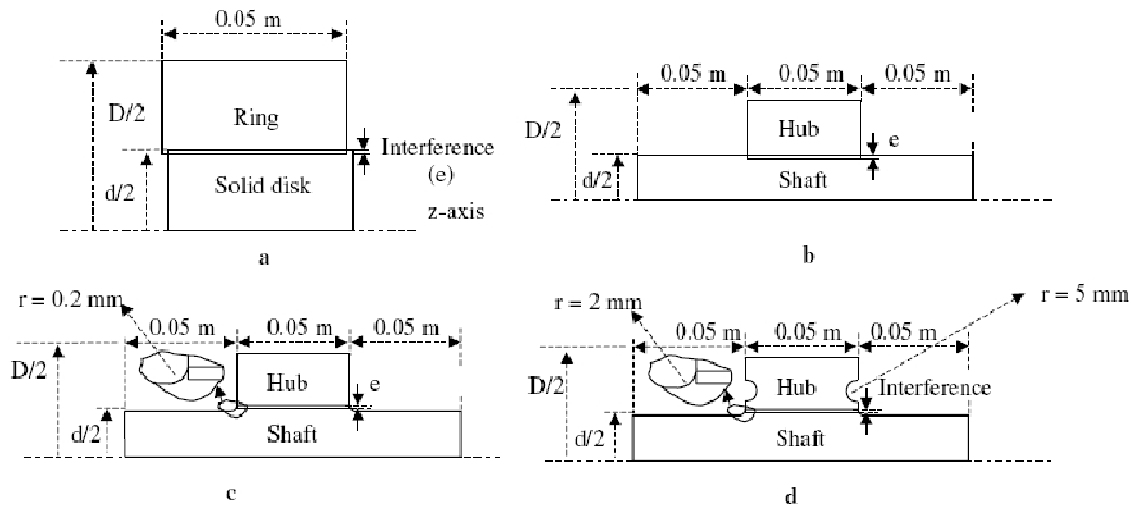 0.05 m
D/2
Ring
Interference
(e)
d/2
Solid disk
z-axis
a
0.05 m 0.05 m 0.05 m
D/2
Hub
e
d/2
Shaft
b
r = 0.2 mm
0.05 m 0.05 m 0.05 m
D/2
Hub
e
d/2
Shaft
c
r = 2 mm
r = 5 mm
0.05 m 0.05 m 0.05 m
D/2
Hub
Interference
d/2
Shaft
d